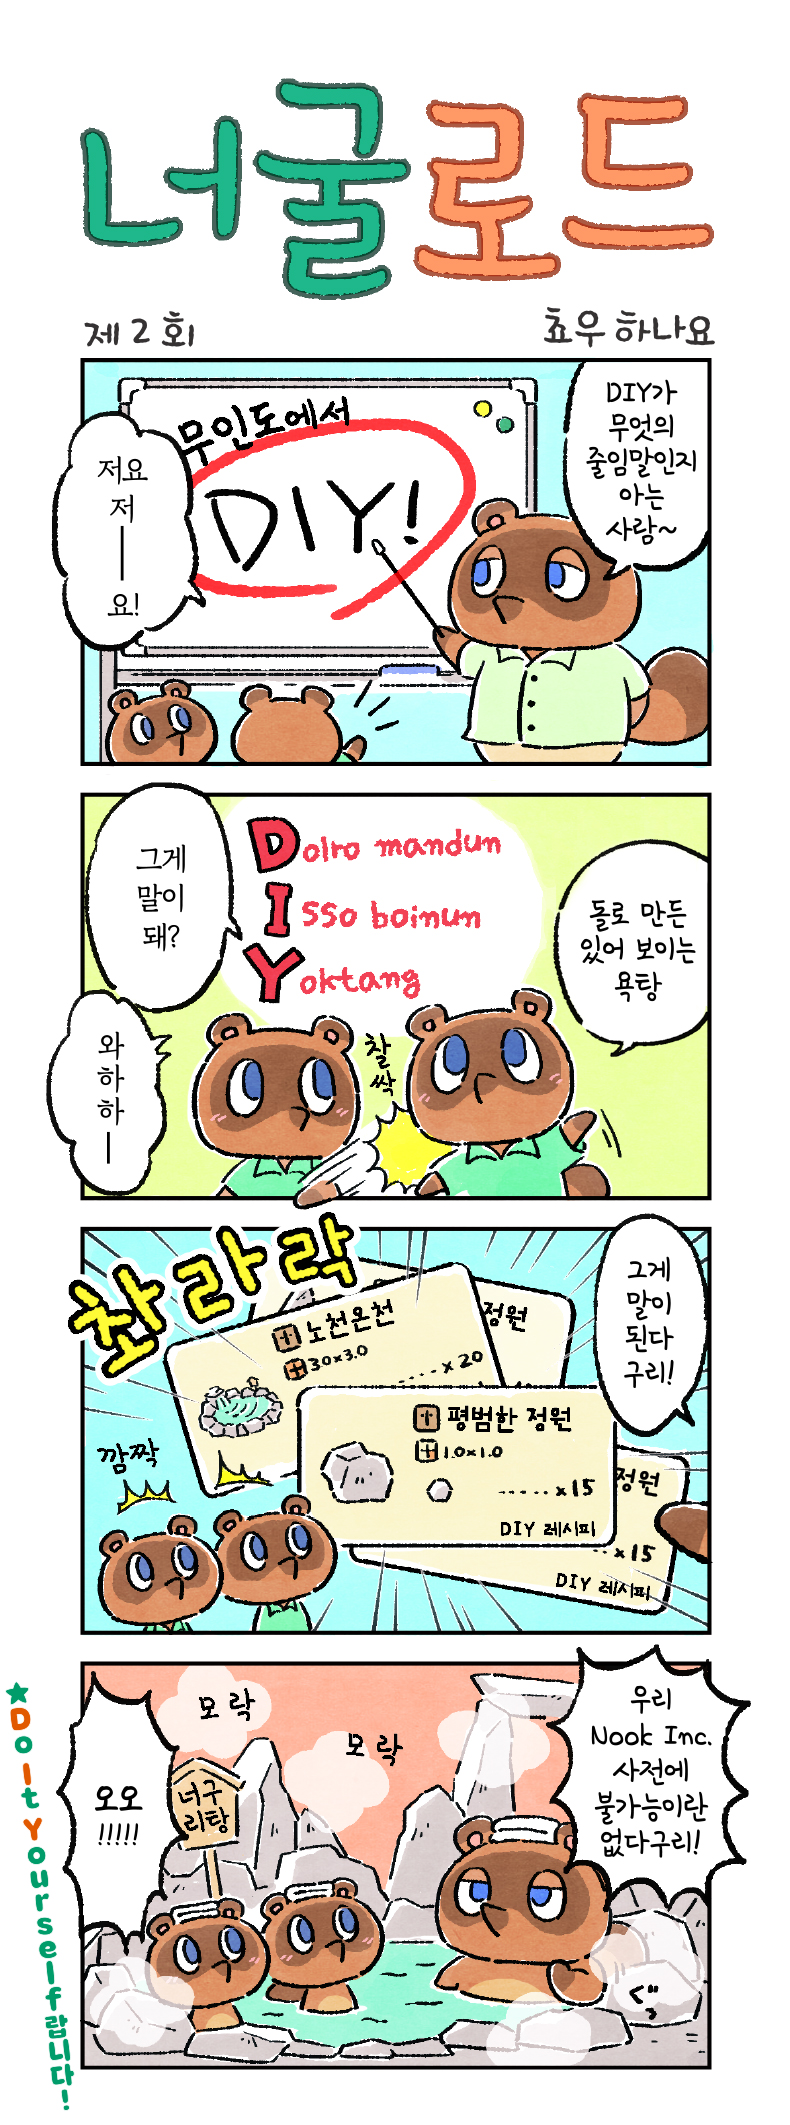 너굴로드
제 2 회
쵸우 하나요
DIY가
무엇의
줄임말인지
아는
사람~
무인도에서
DIY!
저요
저
ー
요!
Dolro mandun
Isso boinun
Yoktang
돌로 만든
있어 보이는
욕탕
그게
말이
돼?
찰싹
와
하
하
ー
그게
말이
된다
구리!
촤라락
정원
노천온천
3.0x3.0
·····x20
평범한 정원
1.0x1.0
·····x15
DIY 레시피
정원
··x15
DIY 레시피
깜짝
우리
Nook Inc.
사전에
불가능이란
없다구리!
모락
모락
오오
!!!!!
너구
리탕
★Do It Yourself랍니다!